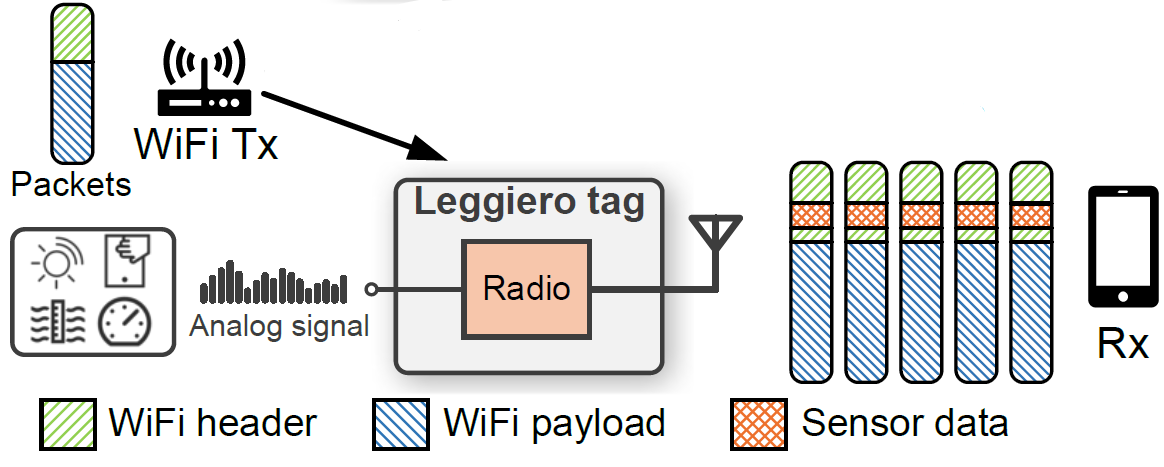 WiFi Tx
Packets
Leggiero tag
Radio
Analog signal
Rx
WiFi header
WiFi payload
Sensor data